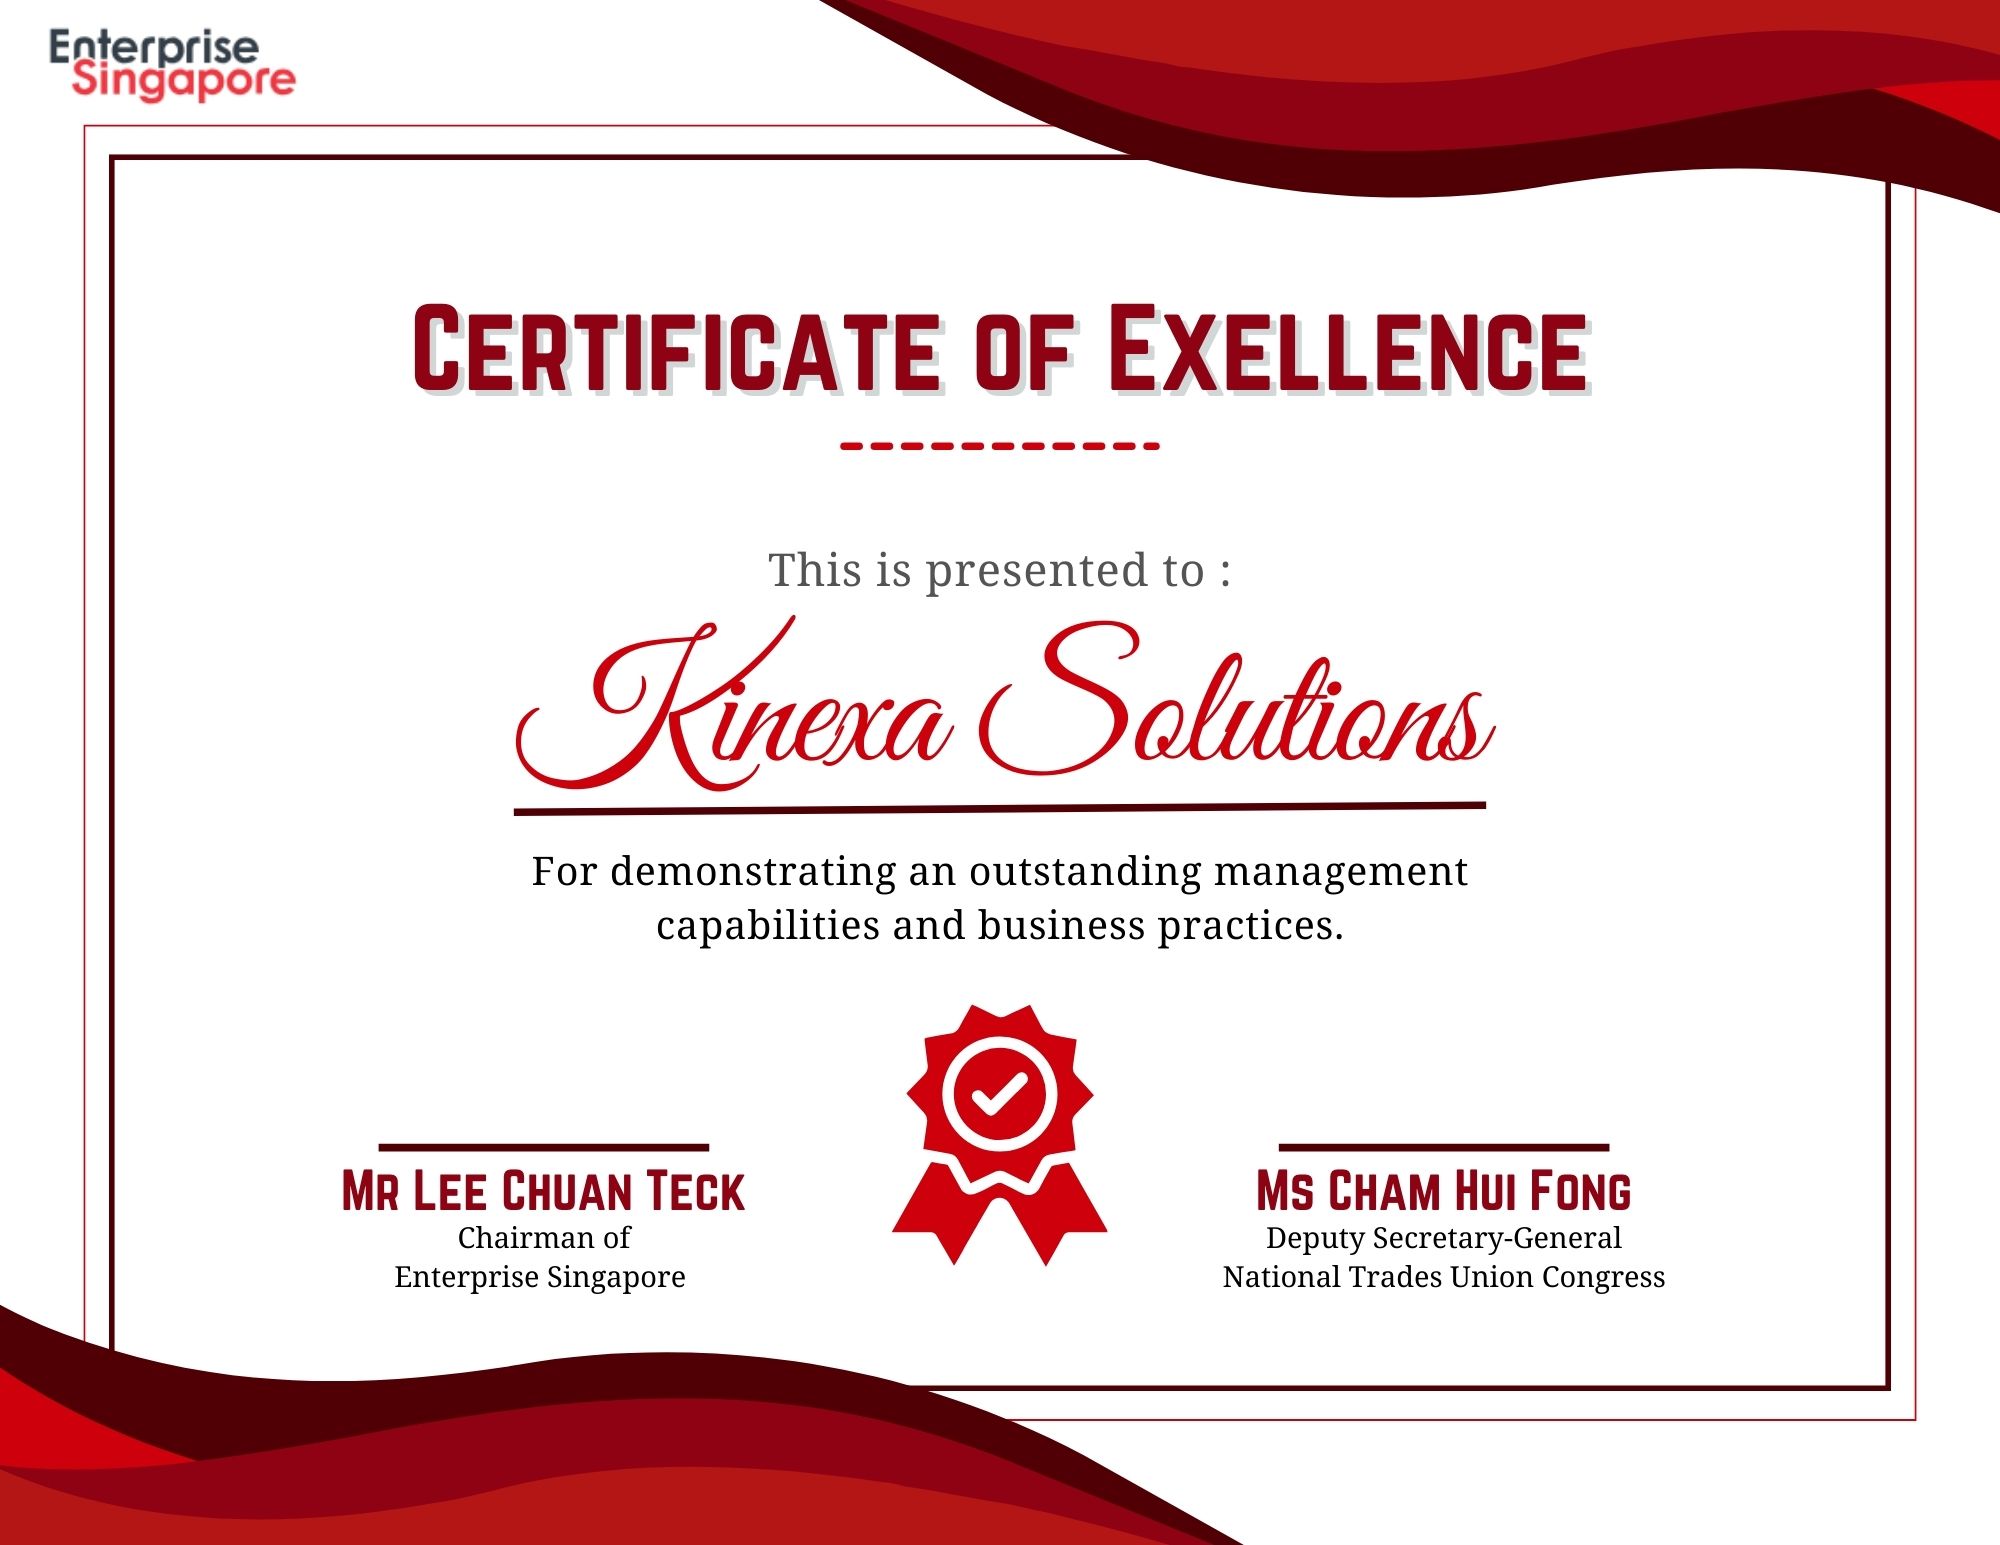 Enterprise
Singapore
CERTIFICATE OF EXELLENCE
This is presented to :
Kinexa Solutions
For demonstrating an outstanding management
capabilities and business practices.
MR LEE CHUAN TECK
Chairman of
Enterprise Singapore
MS CHAM HUI FONG
Deputy Secretary-General
National Trades Union Congress